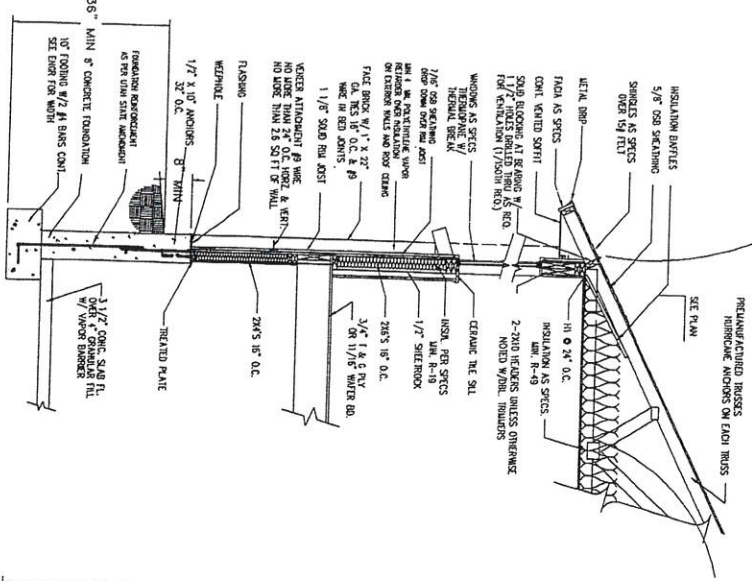 PREMANUFACTURED TRUSSES
HURRICANE ANCHORS ON EACH TRUSS
SEE PLAN
INSULATION BAFFLES
5/8" OSB SHEATHING
SHINGLES AS SPECS
OVER 15# FELT
METAL DRIP
FACIA AS SPECS
CONT VENTED SOFFIT
SOLID BLOCKING AT BEARING W/
1 1/2" HOLES DRILLED THRU AS REQ.
FOR VENTILATION (1/150TH REQ.)
WINDOWS AS SPECS
THERMOPANE W/
THERMAL BREAK
7/16" OSB SHEATHING
DROP DOWN OVER RIM JOIST
MIN 4 MIL POLYETHYLENE VAPOR
RETARDER OVER INSULATION
ON EXTERIOR WALLS AND ROOF CEILING
FACE BRICK W/ 1" X 22"
GA. TIES 16" O.C. & #9
WIRE IN BED JOINTS.
1 1/8" SOLID RIM JOIST
VENEER ATTACHMENT #9 WIRE
NO MORE THAN 24" O.C. HORZ. & VERT.
NO MORE THAN 2.6 SQ FT OF WALL
FLASHING
WEEPHOLE
1/2" X 10" ANCHORS
32" O.C.
8" MIN
FOUNDATION REINFORCEMENT
AS PER UTAH STATE AMENDMENT
36" MIN
8" CONCRETE FOUNDATION
10" FOOTING W/2 #4 BARS CONT.
SEE ENGR FOR WIDTH
H1 @ 24" O.C.
INSULATION AS SPECS.
MIN. R-49
2-2X10 HEADERS UNLESS OTHERWISE
NOTED W/DBL. TRIMMERS
CERAMIC TILE SILL
INSUL PER SPECS
MIN. R-19
1/2" SHEETROCK
2X6'S 16" O.C.
3/4" T & G PLY
OR 11/16" WAFER BD.
2X4'S 16" O.C.
TREATED PLATE
3 1/2" CONC. SLAB FL.
OVER 4" GRANULAR FILL
W/ VAPOR BARRIER